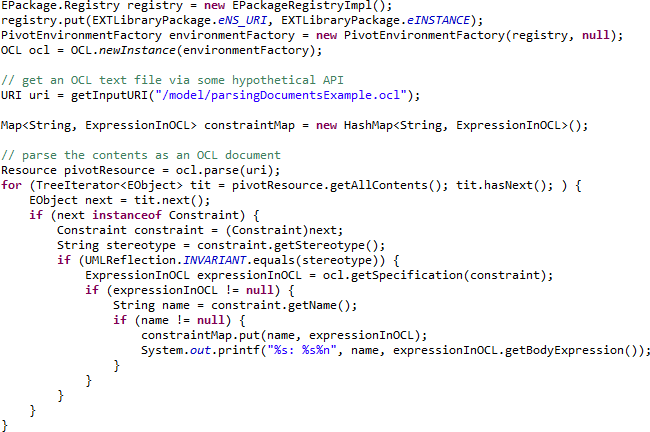 EPackage.Registry registry = new EPackageRegistryImpl();
registry.put(EXTLibraryPackage.eNS_URI, EXTLibraryPackage.eINSTANCE);
PivotEnvironmentFactory environmentFactory = new PivotEnvironmentFactory(registry, null);
OCL ocl = OCL.newInstance(environmentFactory);

// get an OCL text file via some hypothetical API
URI uri = getInputURI("/model/parsingDocumentsExample.ocl");

Map<String, ExpressionInOCL> constraintMap = new HashMap<String, ExpressionInOCL>();

// parse the contents as an OCL document
Resource pivotResource = ocl.parse(uri);
for (TreeIterator<EObject> tit = pivotResource.getAllContents(); tit.hasNext(); ) {
    EObject next = tit.next();
    if (next instanceof Constraint) {
        Constraint constraint = (Constraint)next;
        String stereotype = constraint.getStereotype();
        if (UMLReflection.INVARIANT.equals(stereotype)) {
            ExpressionInOCL expressionInOCL = ocl.getSpecification(constraint);
            if (expressionInOCL != null) {
                String name = constraint.getName();
                if (name != null) {
                    constraintMap.put(name, expressionInOCL);
                    System.out.printf("%s: %s%n", name, expressionInOCL.getBodyExpression());
                }
            }
        }
    }
}